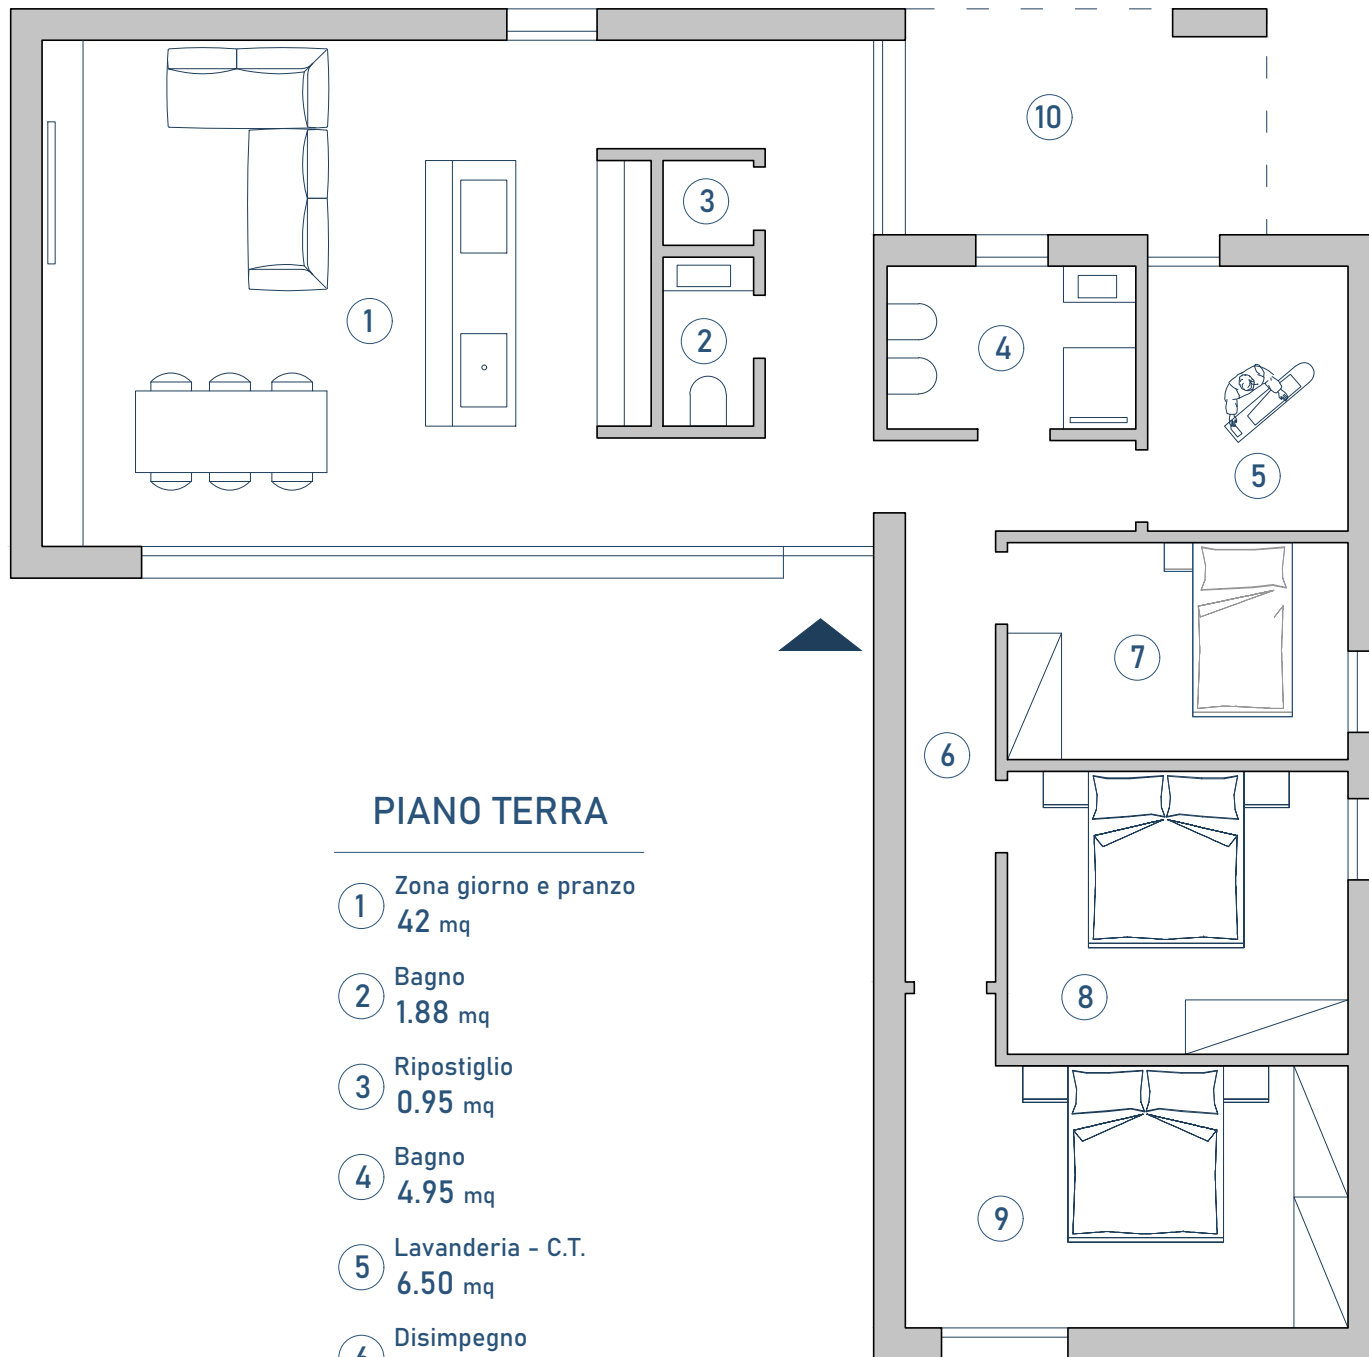 10
3
1
2
4
5
7
6
8
9
PIANO TERRA
1 Zona giorno e pranzo
42 mq
2 Bagno
1.88 mq
3 Ripostiglio
0.95 mq
4 Bagno
4.95 mq
5 Lavanderia - C.T.
6.50 mq
6 Disimpegno